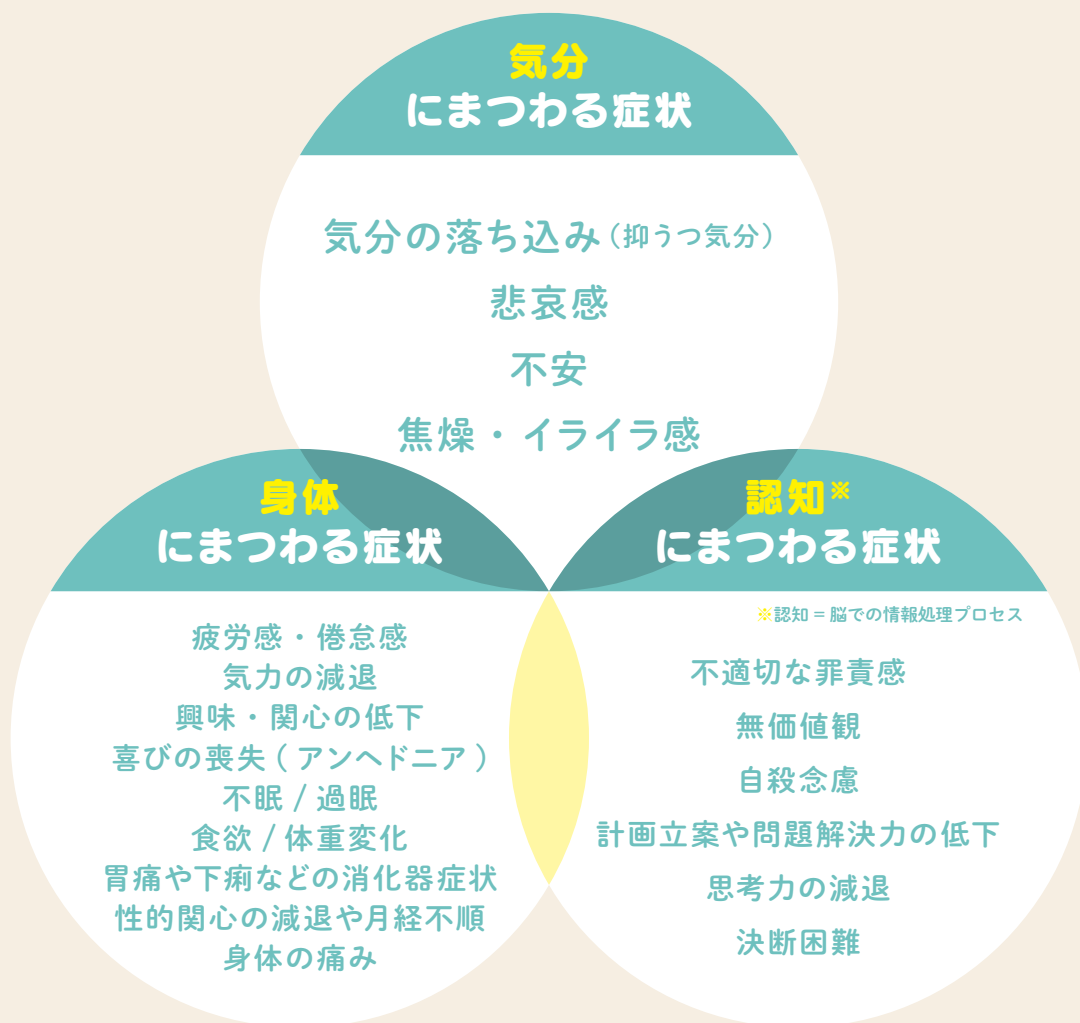 気分
にまつわる症状
気分の落ち込み（抑うつ気分）
悲哀感
不安
焦燥・イライラ感
身体
にまつわる症状
疲労感・倦怠感
気力の減退
興味・関心の低下
喜びの喪失 ( アンヘドニア )
不眠 / 過眠
食欲 / 体重変化
胃痛や下痢などの消化器症状
性的関心の減退や月経不順
身体の痛み
認知※
にまつわる症状
※認知 = 脳での情報処理プロセス
不適切な罪責感
無価値観
自殺念慮
計画立案や問題解決力の低下
思考力の減退
決断困難